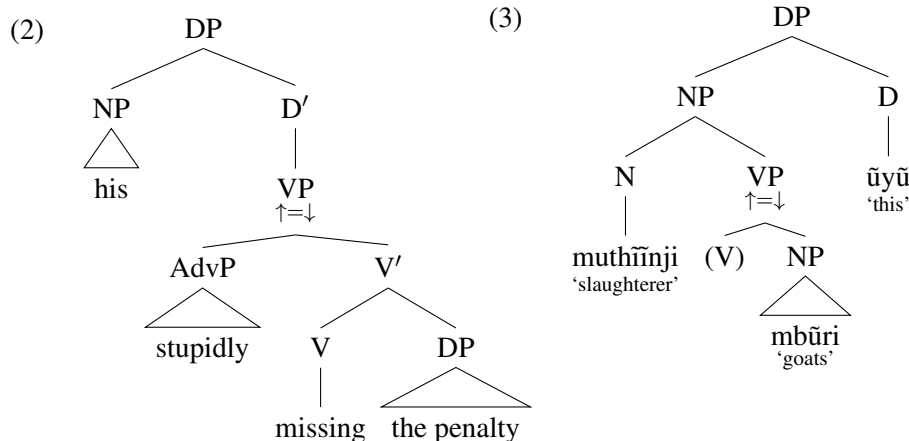 (2)
DP
NP D′
his VP
↑=↓
AdvP V′
stupidly V DP
missing the penalty
(3)
DP
NP D
N VP ũyũ
↑=↓ ‘this’
muthĩĩnji (V) NP
‘slaughterer’
mbũri
‘goats’